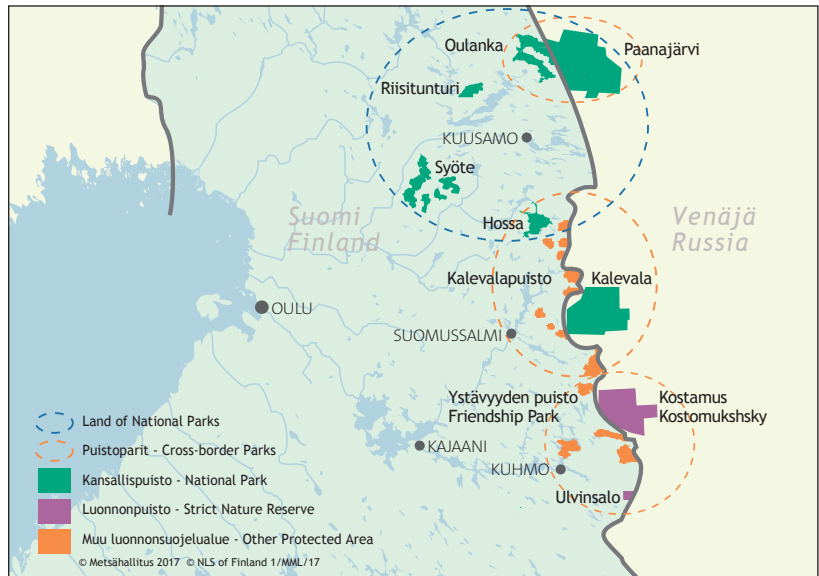 Oulanka
Paanajärvi
Riisitunturi
KUUSAMO
Syöte
Suomi
Finland
Hossa
Venäjä
Russia
Kalevalapuisto
Kalevala
OULU
SUOMUSSALMI
Ystävyyden puisto
Friendship Park
Kostamus
Kostomukshsky
KAJAANI
KUHMO
Ulvinsalo
Land of National Parks
Puistoparit - Cross-border Parks
Kansallispuisto - National Park
Luonnonpuisto - Strict Nature Reserve
Muu luonnonsuojelualue - Other Protected Area
© Metsähallitus 2017 © NLS of Finland 1/MML/17